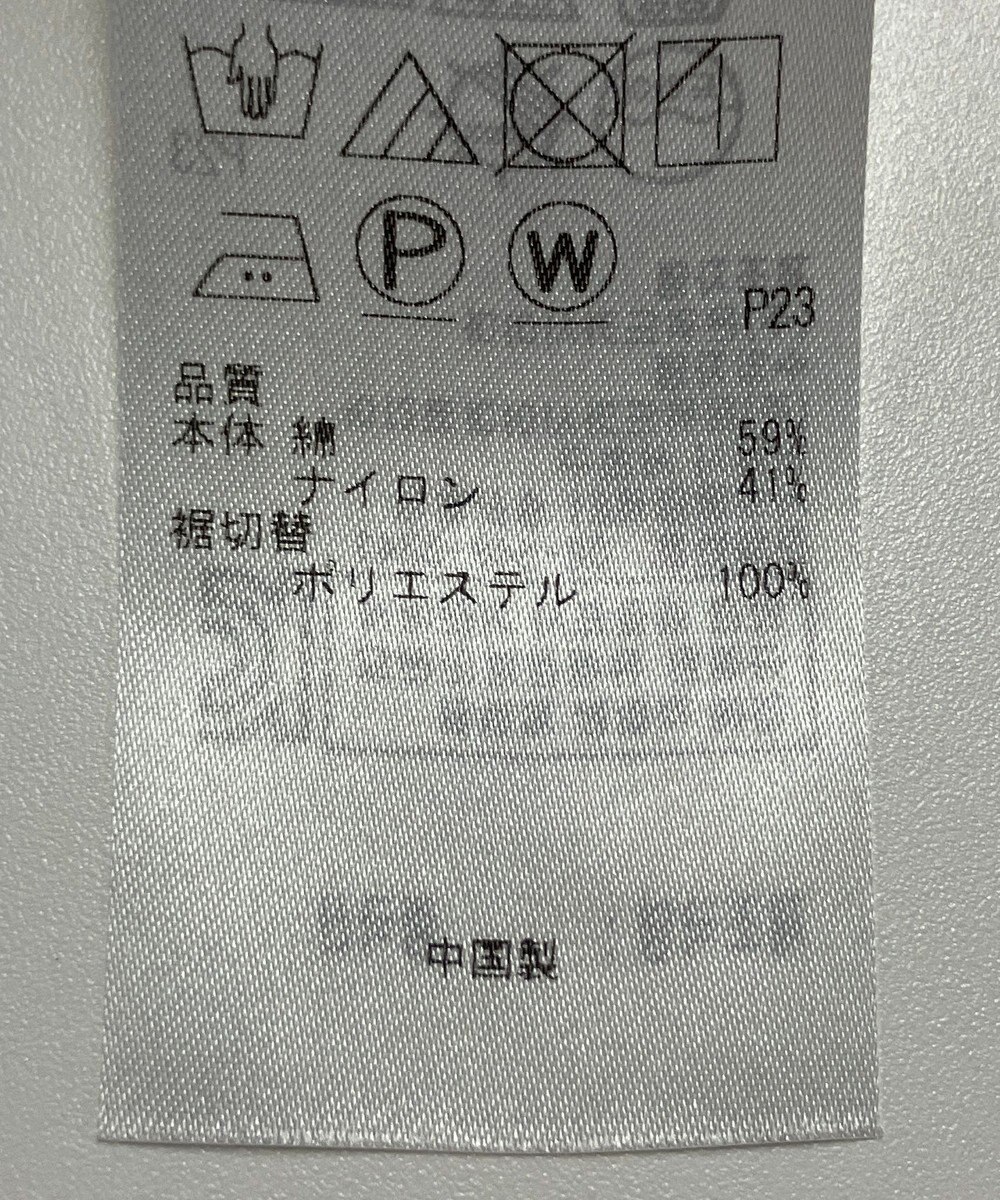 P W
P23
品質
本体 綿 59%
ナイロン 41%
裾切替
ポリエステル 100%
中国製